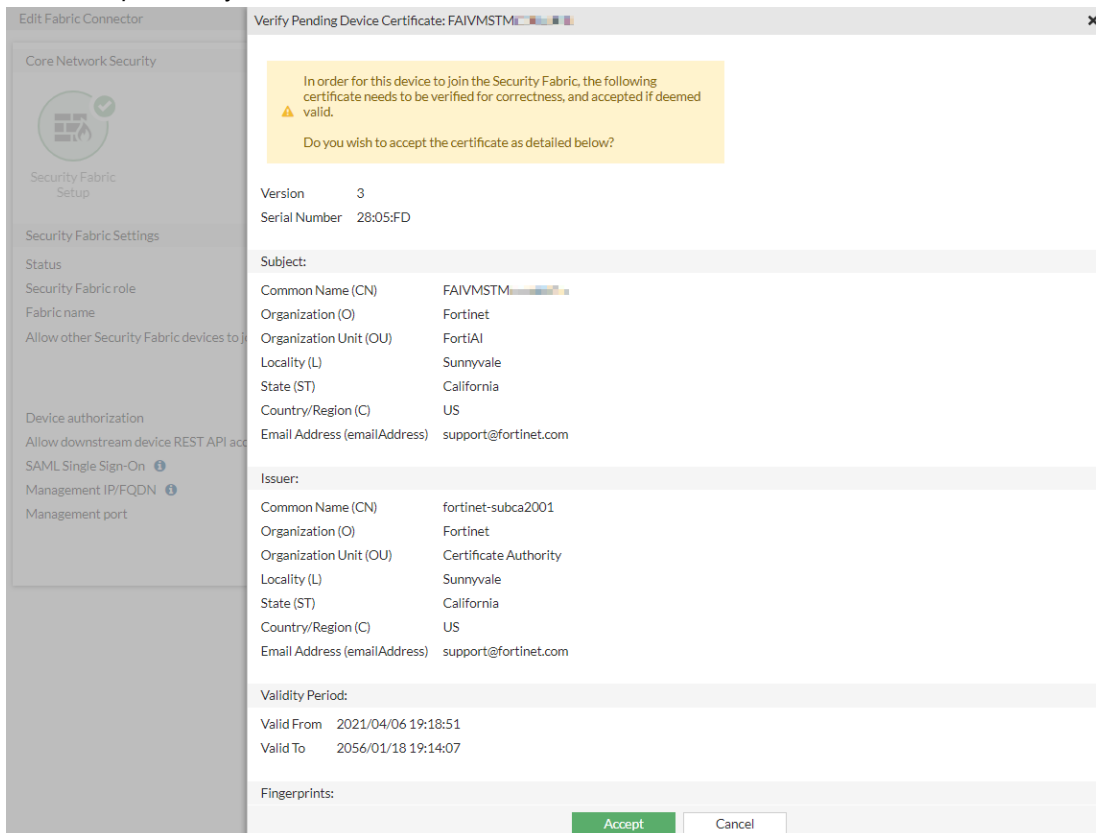 Edit Fabric Connector
Verify Pending Device Certificate: FAIVMSTM
Core Network Security
Security Fabric
Setup
Security Fabric Settings
Status
Security Fabric role
Fabric name
Allow other Security Fabric devices to
Device authorization
Allow downstream device REST API acc
SAML Single Sign-On
Management IP/FQDN
Management port
In order for this device to join the Security Fabric, the following
certificate needs to be verified for correctness, and accepted if deemed
valid.
Do you wish to accept the certificate as detailed below?
Version 3
Serial Number 28:05:FD
Subject:
Common Name (CN) FAIVMSTM
Organization (O) Fortinet
Organization Unit (OU) FortiAI
Locality (L) Sunnyvale
State (ST) California
Country/Region (C) US
Email Address (emailAddress) support@fortinet.com
Issuer:
Common Name (CN) fortinet-subca2001
Organization (O) Fortinet
Organization Unit (OU) Certificate Authority
Locality (L) Sunnyvale
State (ST) California
Country/Region (C) US
Email Address (emailAddress) support@fortinet.com
Validity Period:
Valid From 2021/04/06 19:18:51
Valid To 2056/01/18 19:14:07
Fingerprints:
Accept Cancel